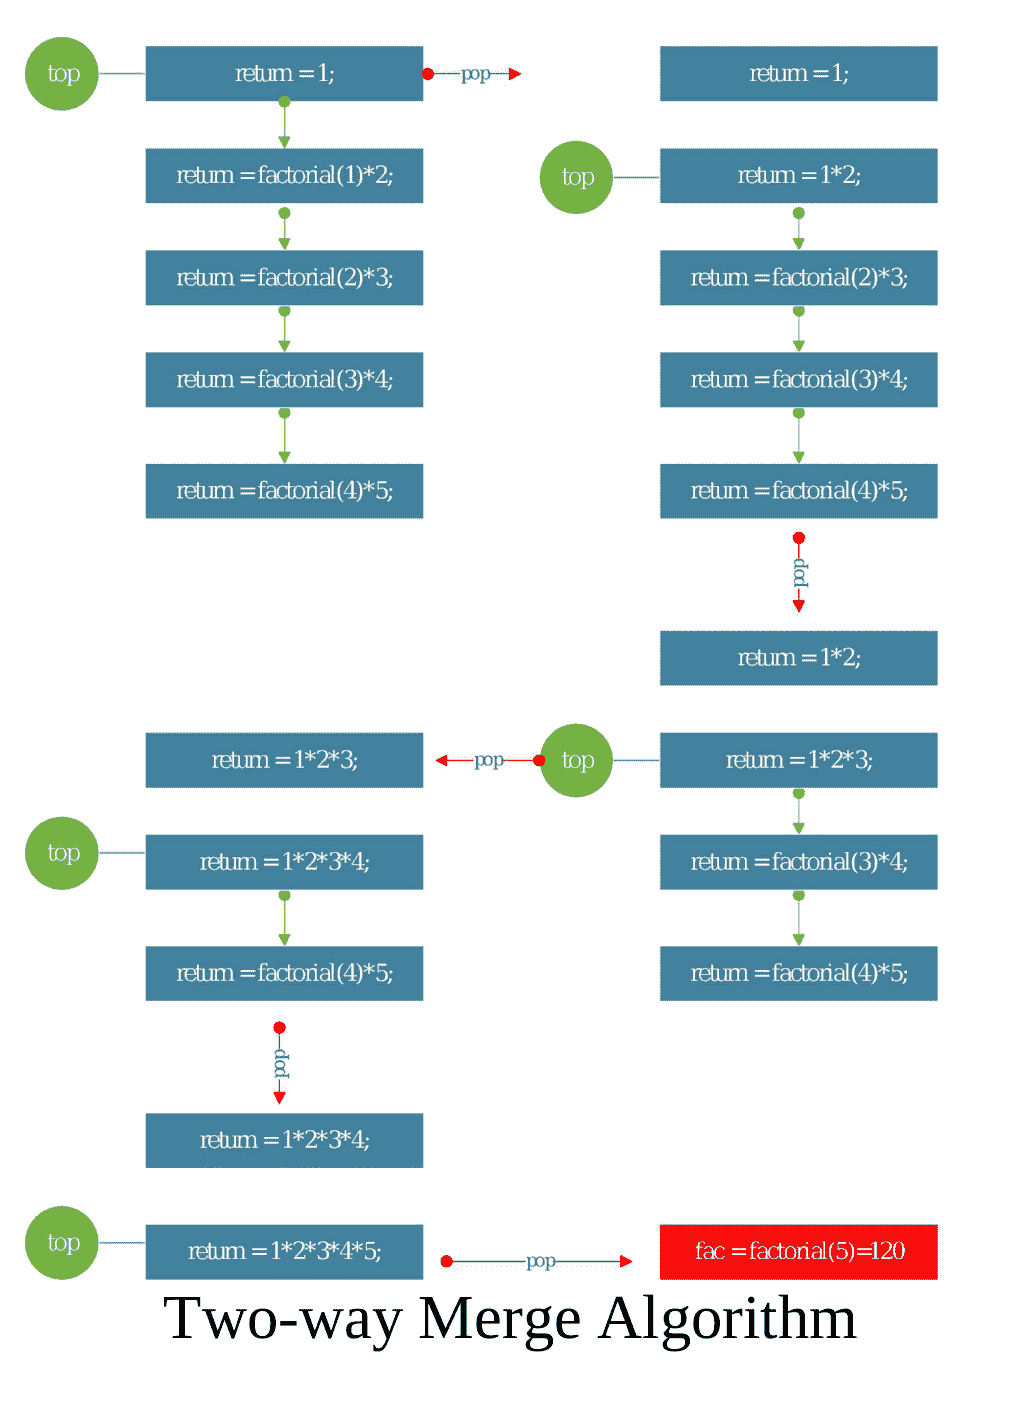 top
return = 1;
pop
return = 1;
return = factorial(1)*2;
top
return = 1*2;
return = factorial(2)*3;
return = factorial(2)*3;
return = factorial(3)*4;
return = factorial(3)*4;
return = factorial(4)*5;
return = factorial(4)*5;
pop
return = 1*2;
return = 1*2*3;
pop
top
return = 1*2*3;
top
return = 1*2*3*4;
return = factorial(3)*4;
return = factorial(4)*5;
return = factorial(4)*5;
pop
return = 1*2*3*4;
top
return = 1*2*3*4*5;
pop
fac = factorial(5)=120
Two-way Merge Algorithm